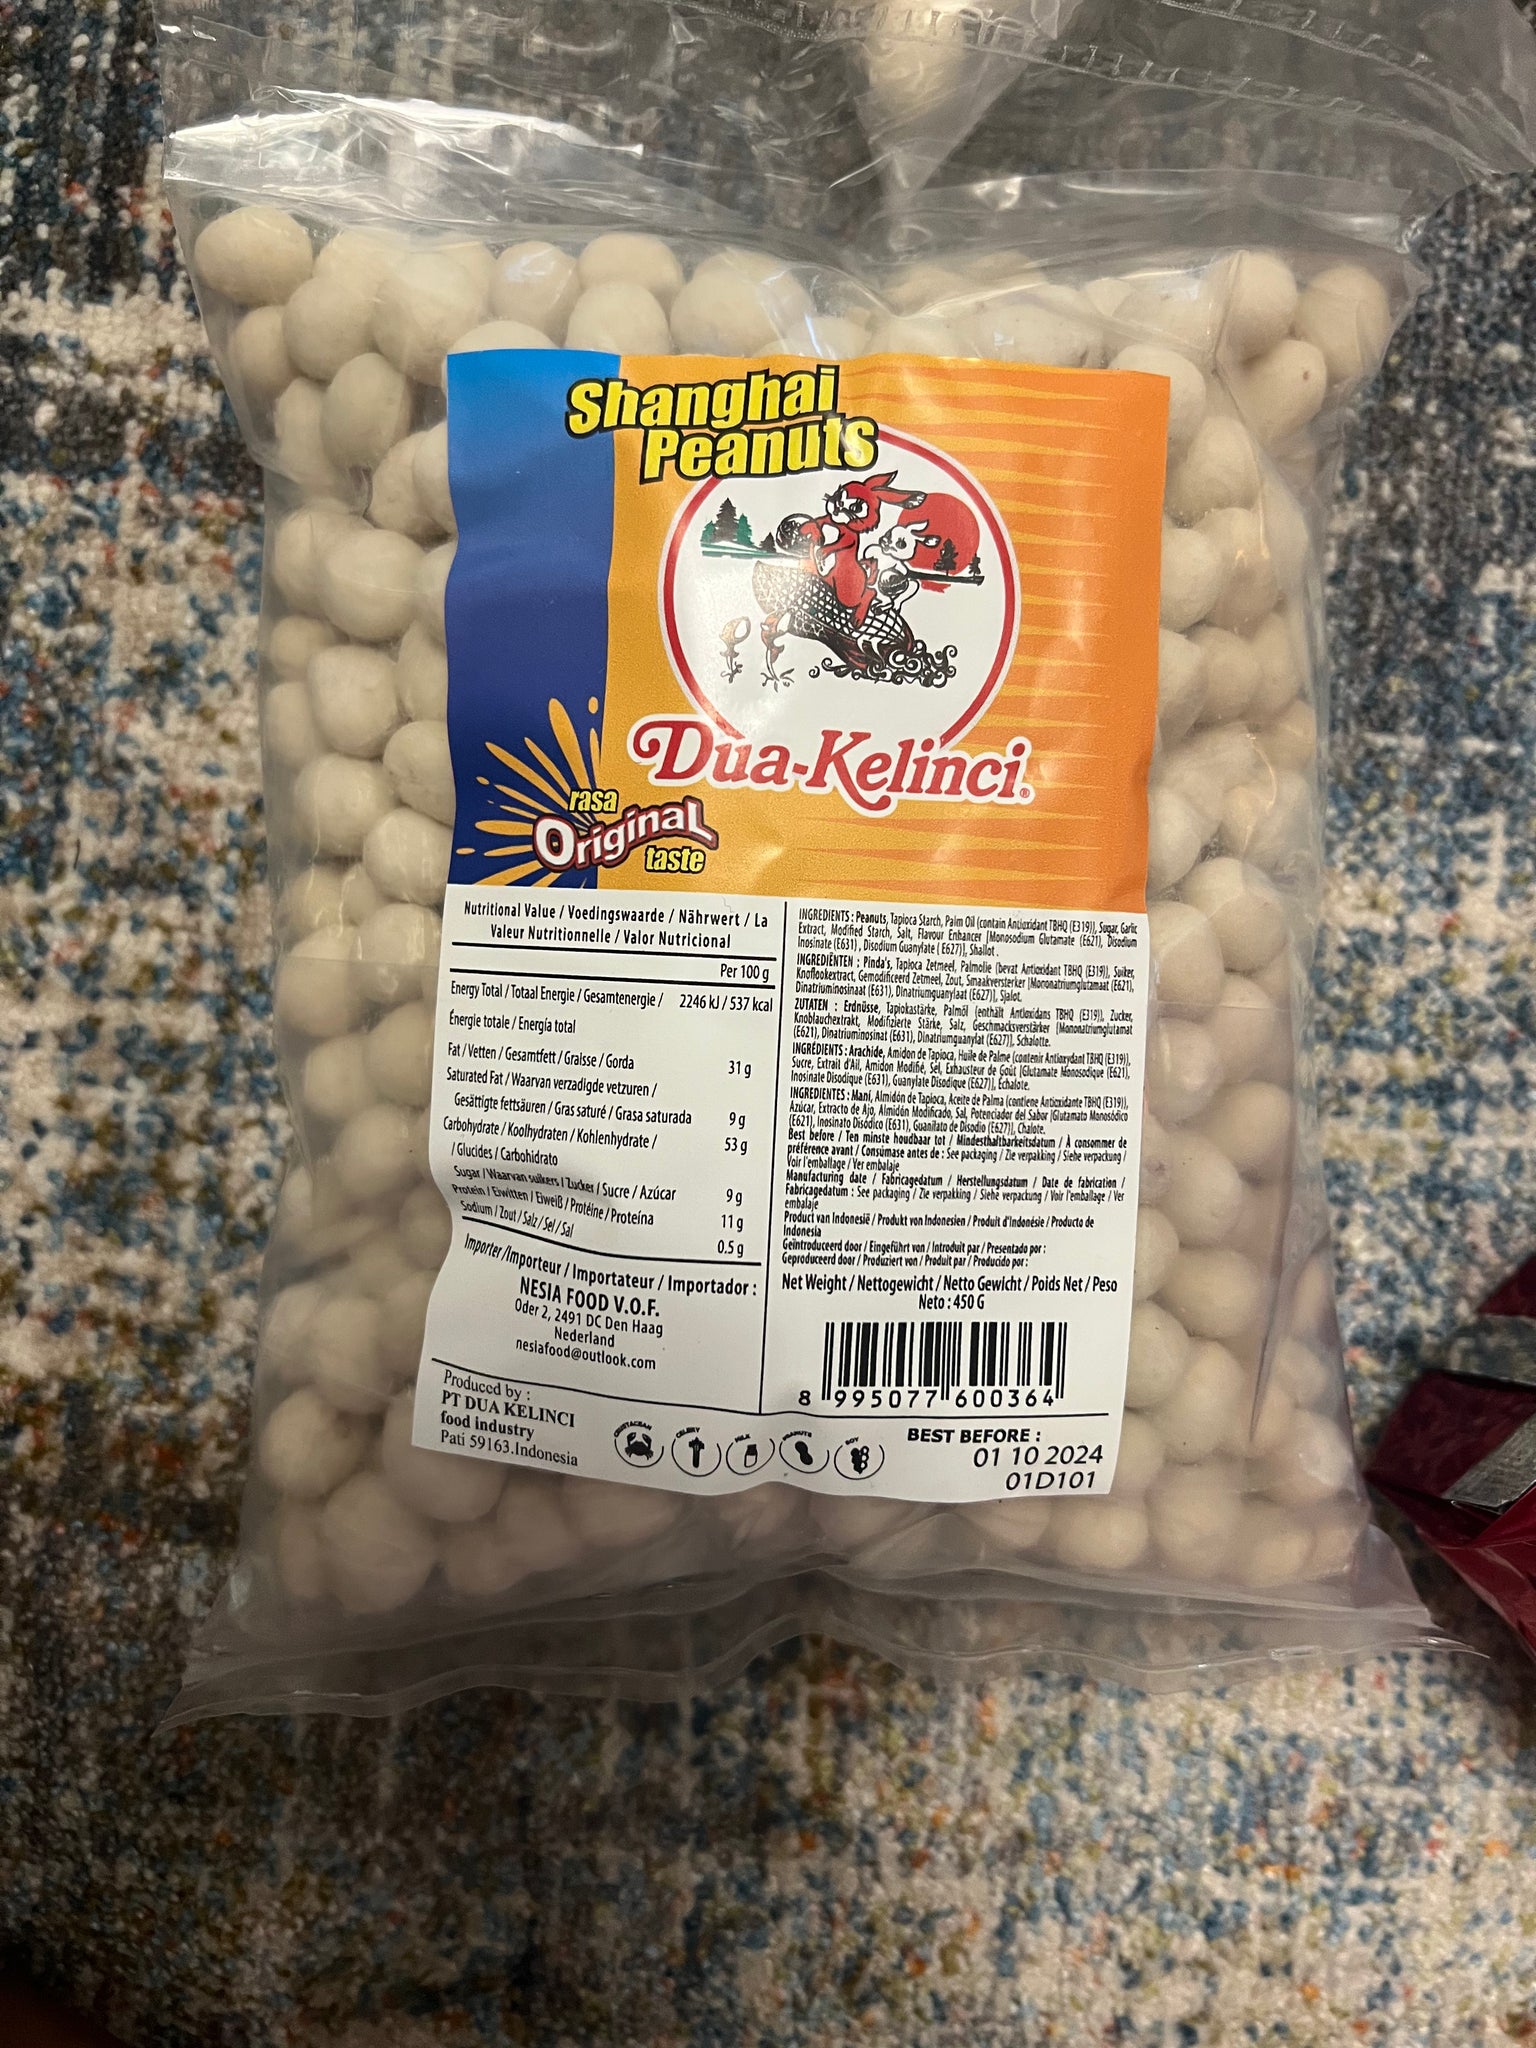 Shanghai
Peanuts
Dua-Kelinci®
rasa
Original
taste
Nutritional Value / Voedingswaarde / Nährwert / La
Valeur Nutritionnelle / Valor Nutricional
Per 100 g
Energy Total / Totaal Energie / Gesamtenergie / 2246 kJ / 537 kcal
Énergie totale / Energía total
Fat / Vetten / Gesamtfett / Graisse / Gorda 31 g
Saturated Fat / Waarvan verzadigde vetzuren /
Gesättigte fettsäuren / Gras saturé / Grasa saturada 9 g
Carbohydrate / Koolhydraten / Kohlenhydrate / 53 g
/ Glucides / Carbohidrato
Sugar / Waarvan suikers / Zucker / Sucre / Azúcar 9 g
Protein / Eiwitten / Eiweiß / Protéine / Proteína 11 g
Sodium / Zout / Salz / Sel / Sal 0.5 g
Importer /Importeur / Importateur / Importador :
NESIA FOOD V.O.F.
Oder 2, 2491 DC Den Haag
Nederland
nesiafood@outlook.com
Produced by :
PT DUA KELINCI
food industry
Pati 59163.Indonesia
INGREDIENTS : Peanuts, Tapioca Starch, Palm Oil (contain Antioxidant TBHQ (E319)), Sugar, Garlic
Extract, Modified Starch, Salt, Flavour Enhancer [Monosodium Glutamate (E621), Disodium
Inosinate (E631), Disodium Guanylate ( E627)], Shallot .
INGREDIËNTEN : Pinda's, Tapioca Zetmeel, Palmolie (bevat Antioxidant TBHQ (E319)), Suiker,
Knoflookextract, Gemodificeerd Zetmeel, Zout, Smaakversterker [Mononatriumglutamaat (E621),
Dinatriuminosinaat (E631), Dinatriumguanylaat (E627)], Sjalot.
ZUTATEN : Erdnüsse, Tapiokastärke, Palmöl (enthält Antioxidans TBHQ (E319)), Zucker,
Knoblauchextrakt, Modifizierte Stärke, Salz, Geschmacksverstärker [Mononatriumglutamat
(E621), Dinatriuminosinat (E631), Dinatriumguanylat (E627)], Schalotte.
INGRÉDIENTS : Arachide, Amidon de Tapioca, Huile de Palme (contenir Antioxydant TBHQ (E319)),
Sucre, Extrait d'Ail, Amidon Modifié, Sel, Exhausteur de Goût [Glutamate Monosodique (E621),
Inosinate Disodique (E631), Guanylate Disodique (E627)], Échalote.
INGREDIENTES : Maní, Almidón de Tapioca, Aceite de Palma (contiene Antioxidante TBHQ (E319)),
Azúcar, Extracto de Ajo, Almidón Modificado, Sal, Potenciador del Sabor [Glutamato Monosódico
(E621), Inosinato Disódico (E631), Guanilato de Disodio (E627)], Chalote.
Best before / Ten minste houdbaar tot / Mindesthaltbarkeitsdatum / À consommer de
préférence avant / Consúmase antes de : See packaging / Zie verpakking / Siehe verpackung /
Voir l'emballage / Ver embalaje
Manufacturing date / Fabricagedatum / Herstellungsdatum / Date de fabrication /
Fabricagedatum : See packaging / Zie verpakking / Siehe verpackung / Voir l'emballage / Ver
embalaje
Product van Indonesië / Produkt von Indonesien / Produit d'Indonésie / Producto de
Indonesia
Geïntroduceerd door / Eingeführt von / Introduit par / Presentado por :
Geproduceerd door / Produziert von / Produit par / Producido por :
Net Weight / Nettogewicht / Netto Gewicht / Poids Net / Peso
Neto : 450 G
8 995077 600364
CRUSTACEAN
CELERY
MILK
PEANUTS
SOY
BEST BEFORE :
01 10 2024
01D101